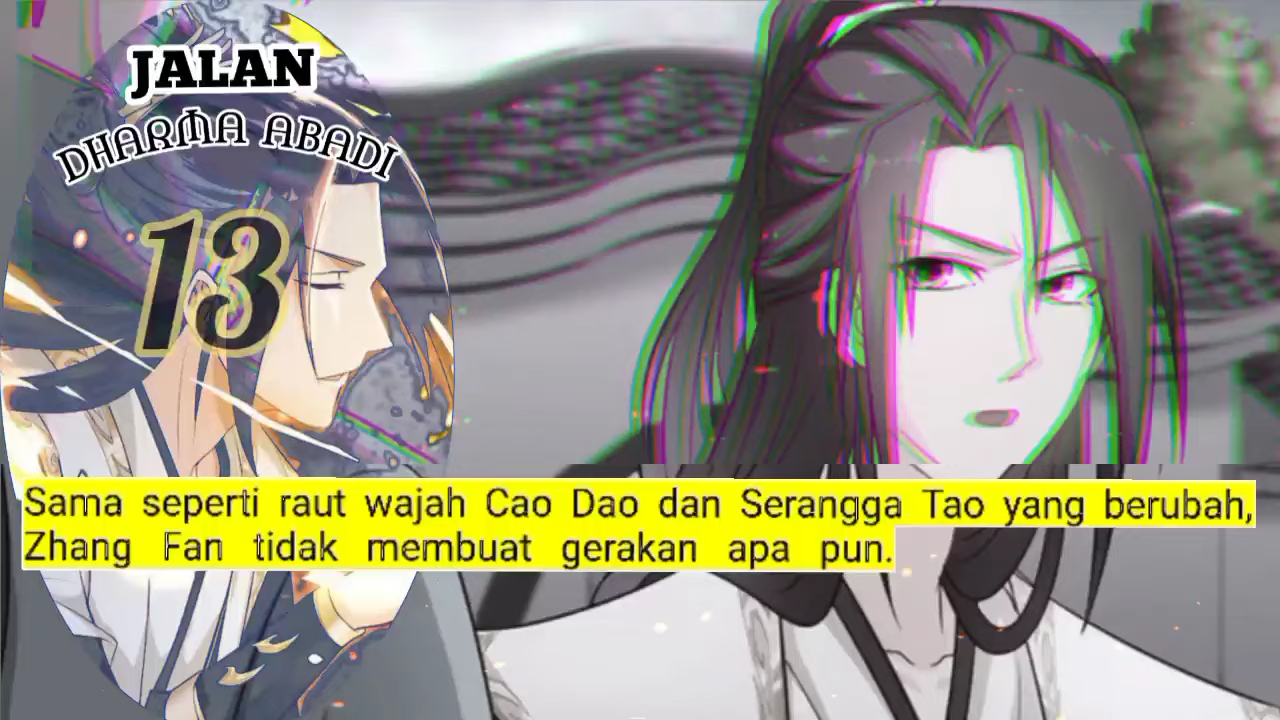 JALAN
DHARMA ABADI
13
Sama seperti raut wajah Cao Dao dan Serangga Tao yang berubah,
Zhang Fan tidak membuat gerakan apa pun.